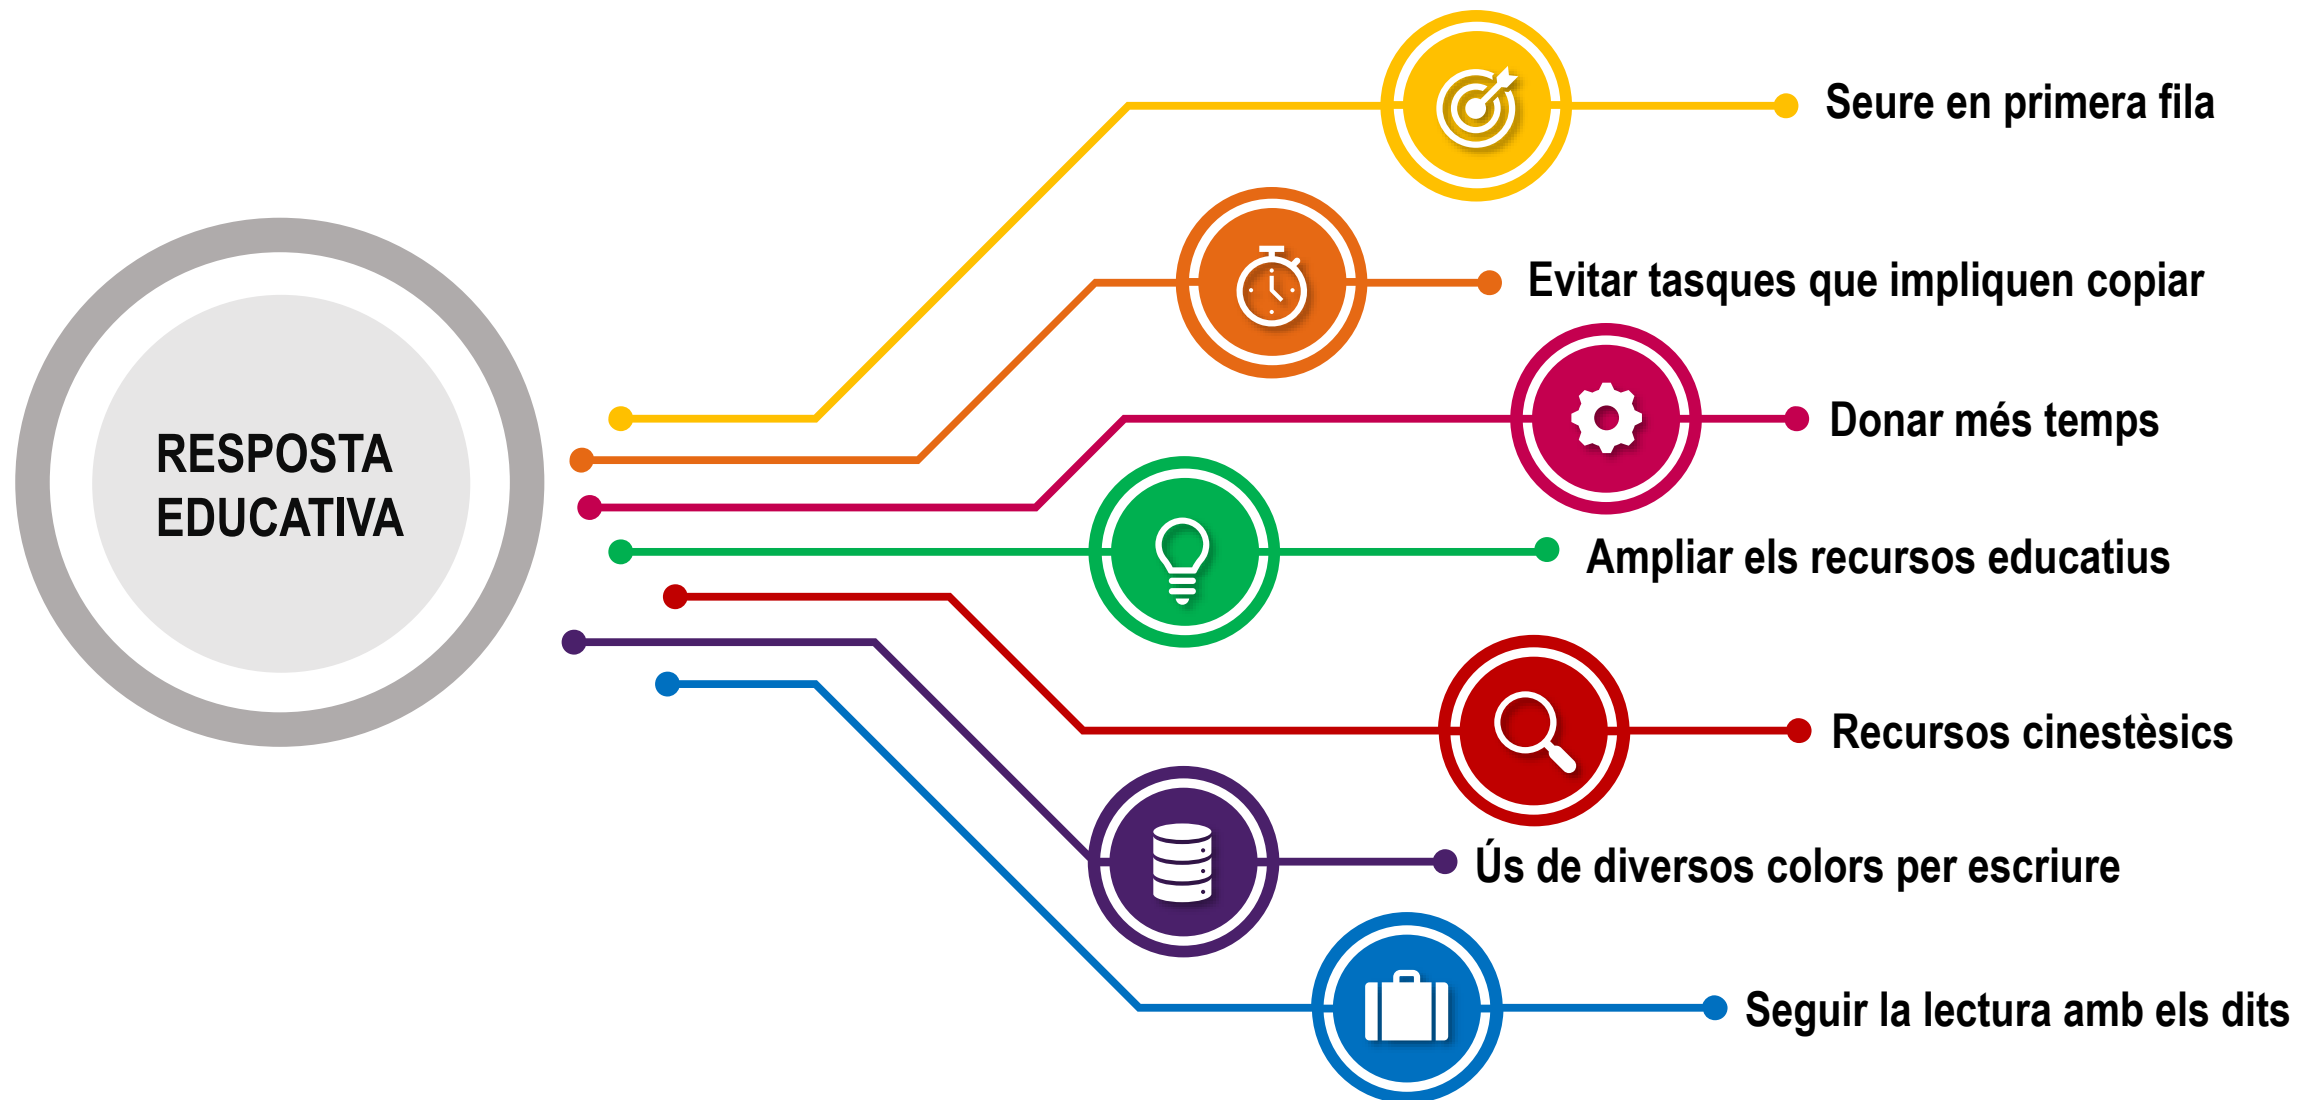 RESPOSTA
EDUCATIVA
Seure en primera fila
Evitar tasques que impliquen copiar
Donar més temps
Ampliar els recursos educatius
Recursos cinestèsics
Ús de diversos colors per escriure
Seguir la lectura amb els dits